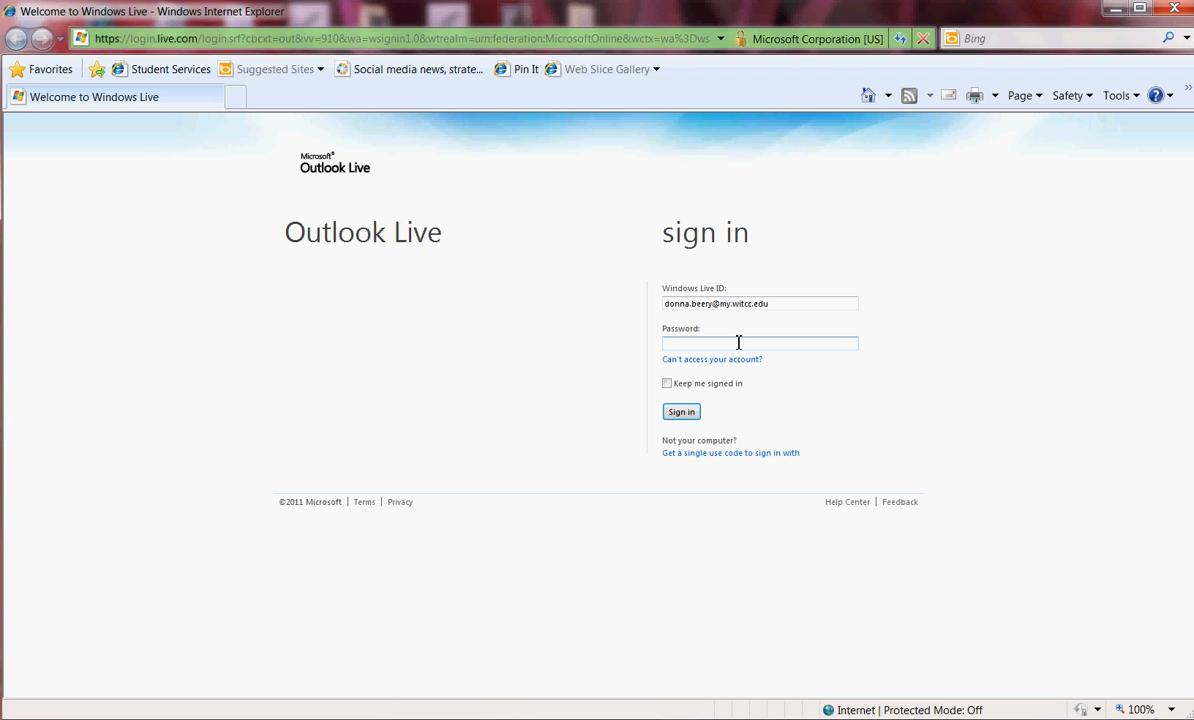 Welcome to Windows Live - Windows Internet Explorer
https://login.live.com/login.srf?cbcxt=out&vv=910&wa=wsignin1.0&wtrealm=urn:federation:MicrosoftOnline&wctx=wa%3Dws
Microsoft Corporation [US]
Bing
Favorites
Student Services
Suggested Sites
Social media news, strate...
Pin It
Web Slice Gallery
Welcome to Windows Live
Page
Safety
Tools
Microsoft®
Outlook Live
Outlook Live
sign in
Windows Live ID:
donna.beery@my.witcc.edu
Password:
Can't access your account?
Keep me signed in
Sign in
Not your computer?
Get a single use code to sign in with
©2011 Microsoft | Terms | Privacy
Help Center | Feedback
Internet | Protected Mode: Off
100%